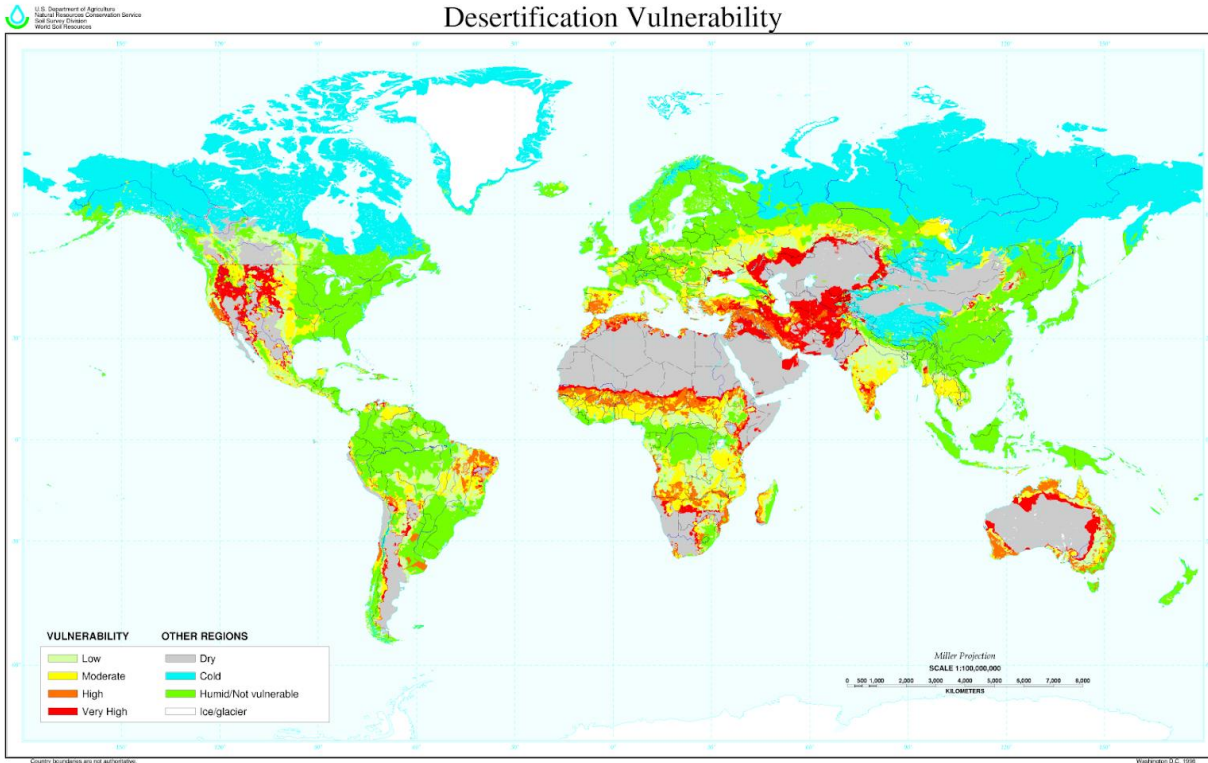 U.S. Department of Agriculture
Natural Resources Conservation Service
Soil Survey Division
World Soil Resources
Desertification Vulnerability
VULNERABILITY
OTHER REGIONS
Low
Dry
Moderate
Cold
High
Humid/Not vulnerable
Very High
Ice/glacier
Miller Projection
SCALE 1:100,000,000
0 500 1,000 2,000 3,000 4,000 5,000 6,000 7,000 8,000
KILOMETERS
Country boundaries are not authoritative.
Washington D.C. 1998